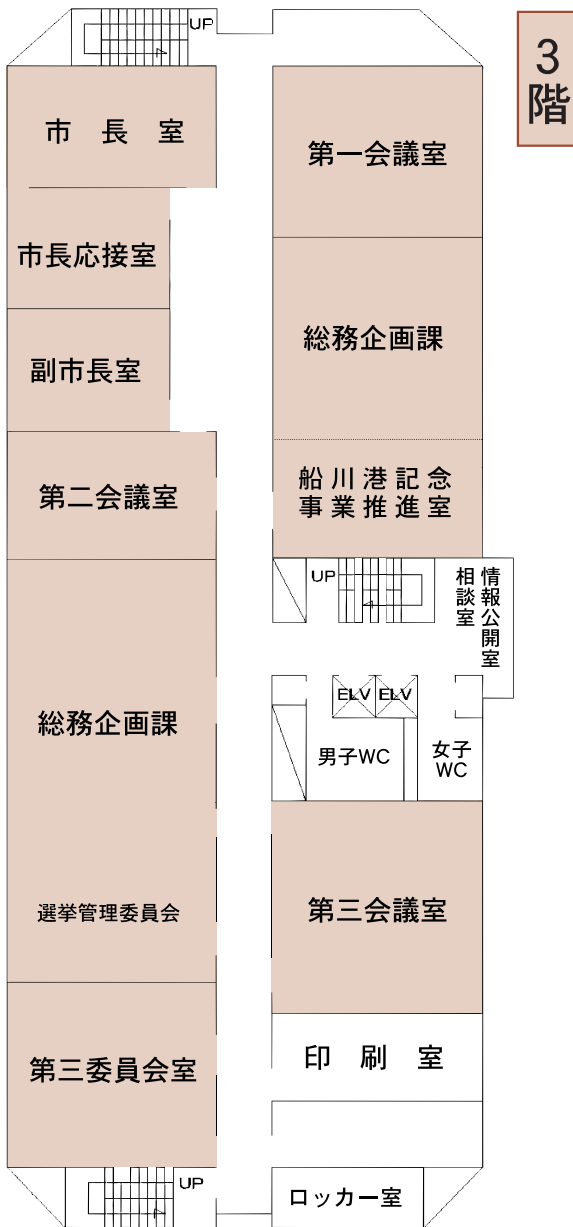 UP
3
階
市長室
第一会議室
市長応接室
総務企画課
副市長室
船川港記念
事業推進室
第二会議室
UP
情報公開室
相談室
ELV
ELV
総務企画課
男子WC
女子
WC
選挙管理委員会
第三会議室
第三委員会室
印刷室
UP
ロッカー室